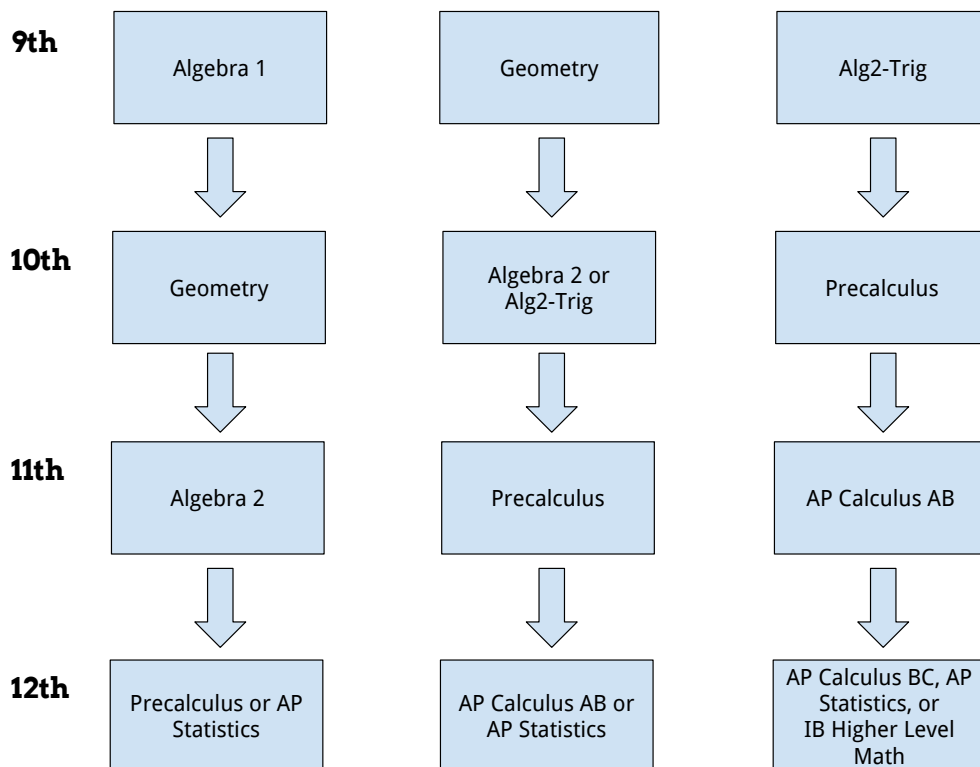 9th
Algebra 1
Geometry
Alg2-Trig
10th
Geometry
Algebra 2 or
Alg2-Trig
Precalculus
11th
Algebra 2
Precalculus
AP Calculus AB
12th
Precalculus or AP
Statistics
AP Calculus AB or
AP Statistics
AP Calculus BC, AP
Statistics, or
IB Higher Level
Math